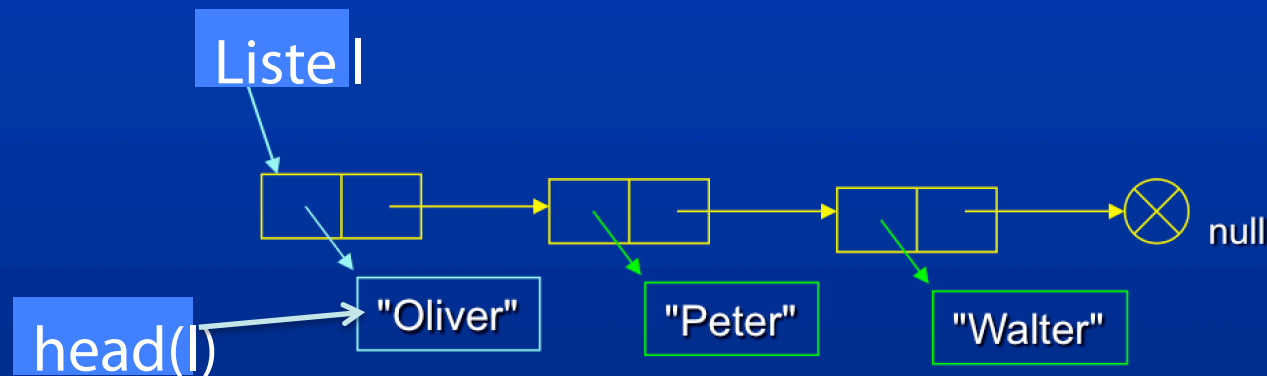 Liste l
null
"Oliver"
"Peter"
"Walter"
head(l)